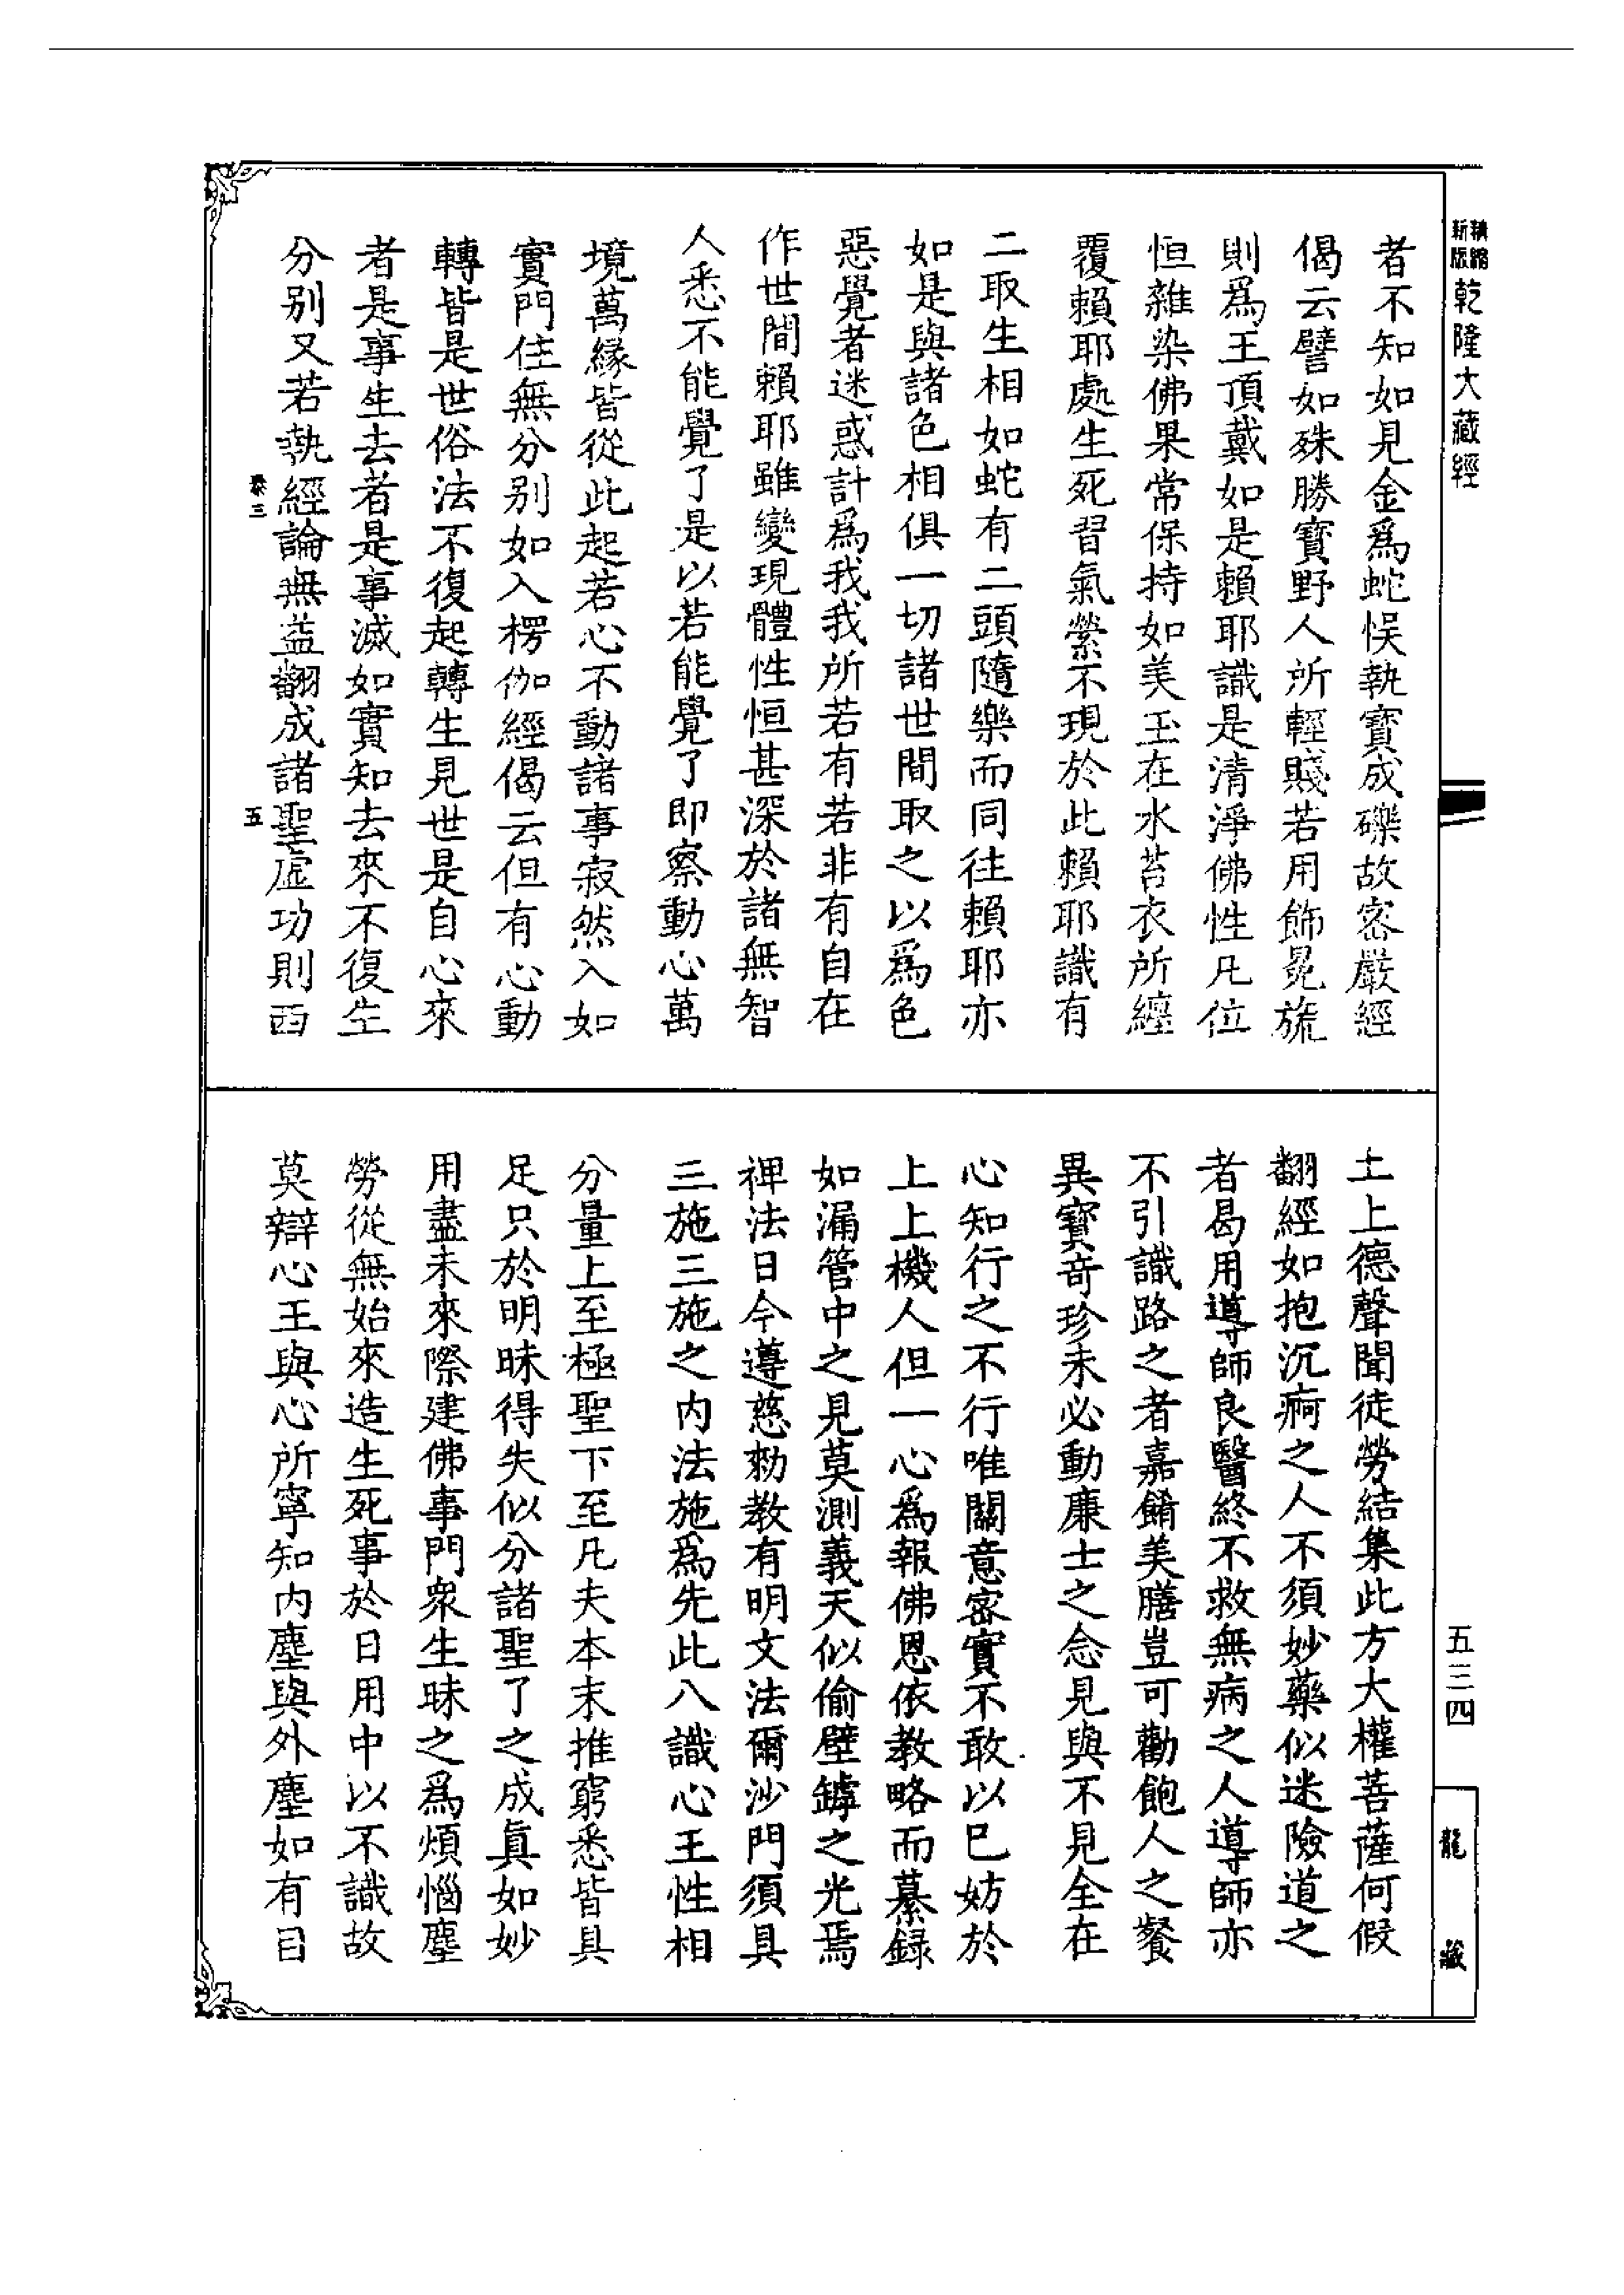 新版 精縮 乾隆大藏經
者不知如見金爲蛇悮執寶成礫故密嚴經
偈云譬如殊勝寶野人所輕賤若用飾冕旒
則爲王頂戴如是賴耶識是清淨佛性凡位
恒雜染佛果常保持如美玉在水苔衣所纏
覆賴耶處生死習氣縈不現於此賴耶識有
二取生相如蛇有二頭隨樂而同往賴耶亦
如是與諸色相俱一切諸世間取之以爲色
惡覺者迷惑計爲我我所若有若非有自在
作世間賴耶雖變現體性恒甚深於諸無智
人悉不能覺了是以若能覺了即察動心萬
境萬緣皆從此起若心不動諸事寂然入如
實門住無分別如入楞伽經偈云但有心動
轉皆是世俗法不復起轉生見世是自心來
者是事生去者是事滅如實知去來不復生
分別又若執經論無益翻成諸聖虛功則西
泰三
五
土上德聲聞徒勞結集此方大權菩薩何假
翻經如抱沉痾之人不須妙藥似迷險道之
者曷用導師良醫終不救無病之人導師亦
不引識路之者嘉餚美膳豈可勸飽人之餐
異寶奇珍未必動廉士之念見與不見全在
心知行之不行唯關意密實不敢以已妨於
上上機人但一心爲報佛恩依教略而纂錄
如漏管中之見莫測義天似偷壁罅之光焉
裨法日今遵慈勑教有明文法爾沙門須具
三施三施之内法施爲先此八識心王性相
分量上至極聖下至凡夫本末推窮悉皆具
足只於明昧得失似分諸聖了之成眞如妙
用盡未來際建佛事門衆生昧之爲煩惱塵
勞從無始來造生死事於日用中以不識故
莫辯心王與心所寧知内塵與外塵如有目
五三四
龍藏